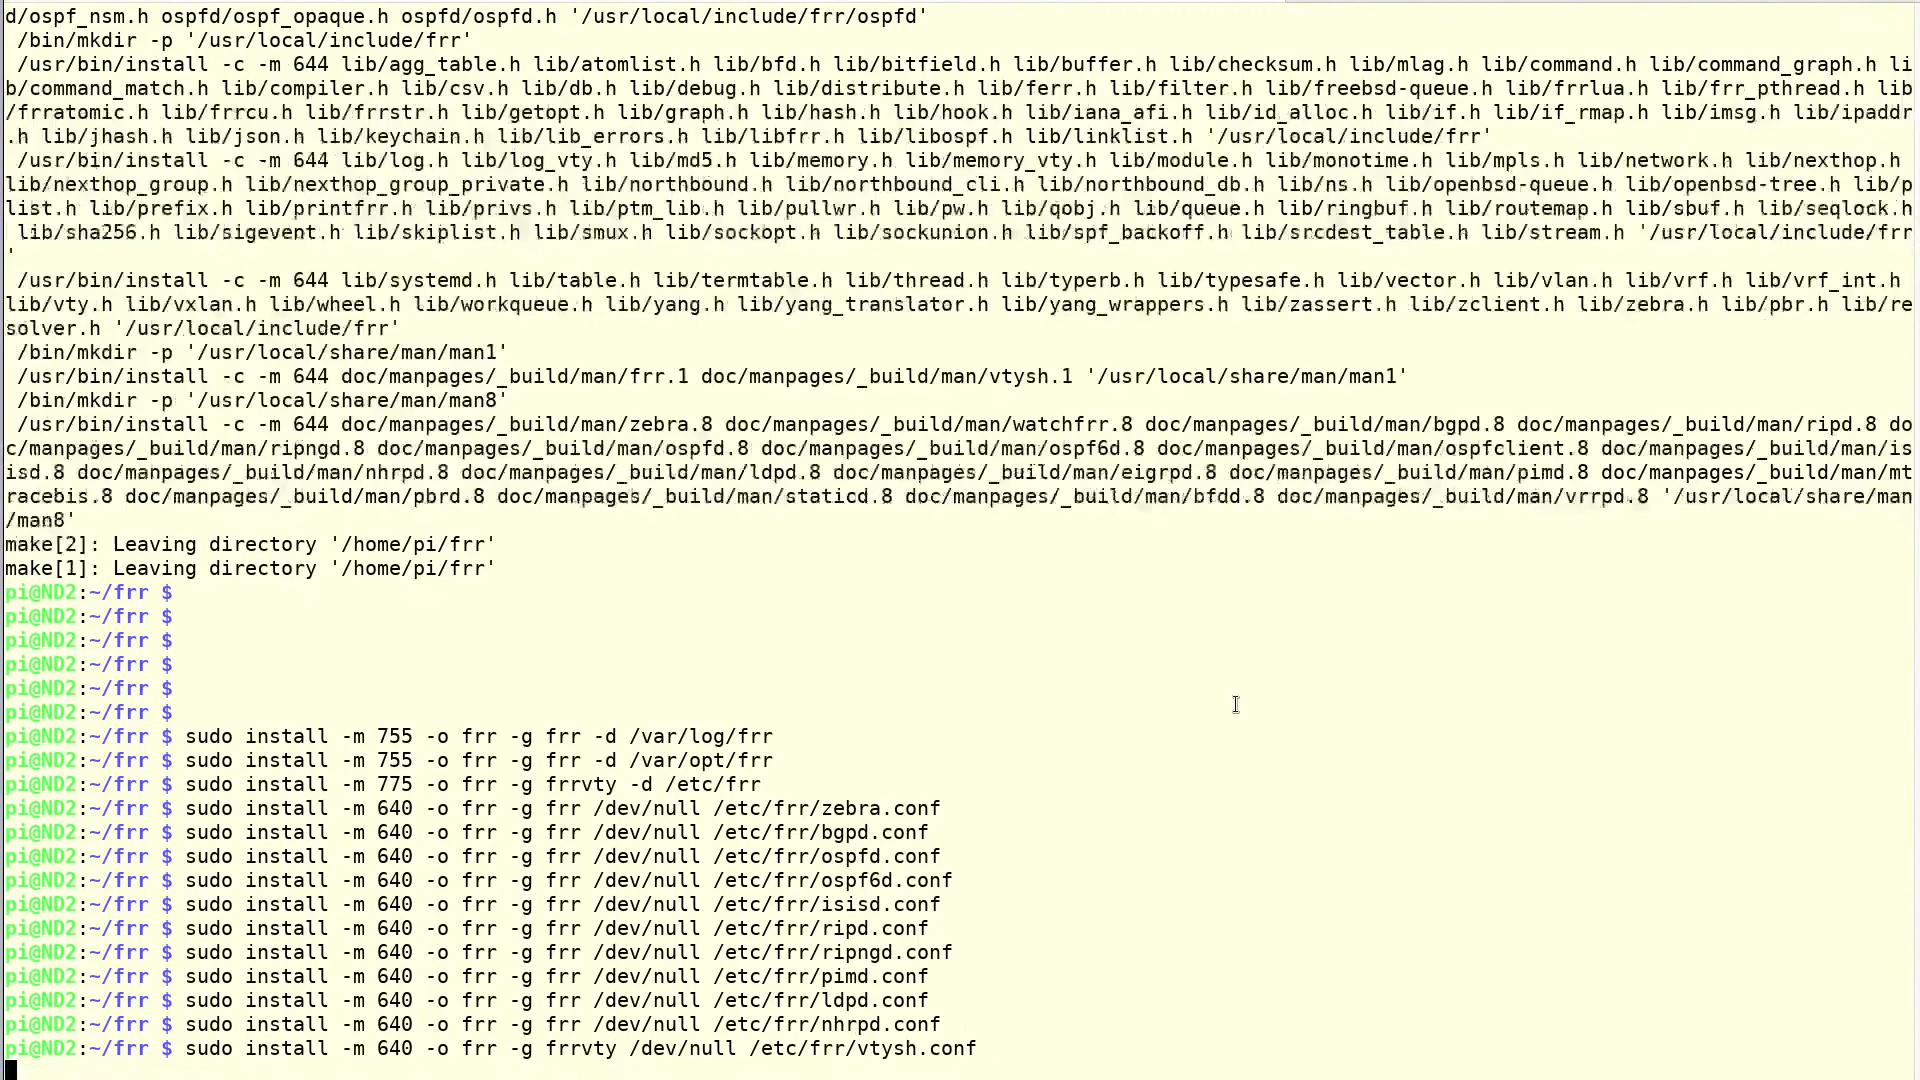 d/ospf_nsm.h ospfd/ospf_opaque.h ospfd/ospfd.h '/usr/local/include/frr/ospfd'
 /bin/mkdir -p '/usr/local/include/frr'
 /usr/bin/install -c -m 644 lib/agg_table.h lib/atomlist.h lib/bfd.h lib/bitfield.h lib/buffer.h lib/checksum.h lib/mlag.h lib/command.h lib/command_graph.h li
b/command_match.h lib/compiler.h lib/csv.h lib/db.h lib/debug.h lib/distribute.h lib/ferr.h lib/filter.h lib/freebsd-queue.h lib/frrlua.h lib/frr_pthread.h lib
/frratomic.h lib/frrcu.h lib/frrstr.h lib/getopt.h lib/graph.h lib/hash.h lib/hook.h lib/iana_afi.h lib/id_alloc.h lib/if.h lib/if_rmap.h lib/imsg.h lib/ipaddr
.h lib/jhash.h lib/json.h lib/keychain.h lib/lib_errors.h lib/libfrr.h lib/libospf.h lib/linklist.h '/usr/local/include/frr'
 /usr/bin/install -c -m 644 lib/log.h lib/log_vty.h lib/md5.h lib/memory.h lib/memory_vty.h lib/module.h lib/monotime.h lib/mpls.h lib/network.h lib/nexthop.h
lib/nexthop_group.h lib/nexthop_group_private.h lib/northbound.h lib/northbound_cli.h lib/northbound_db.h lib/ns.h lib/openbsd-queue.h lib/openbsd-tree.h lib/p
list.h lib/prefix.h lib/printfrr.h lib/privs.h lib/ptm_lib.h lib/pullwr.h lib/pw.h lib/qobj.h lib/queue.h lib/ringbuf.h lib/routemap.h lib/sbuf.h lib/seqlock.h
 lib/sha256.h lib/sigevent.h lib/skiplist.h lib/smux.h lib/sockopt.h lib/sockunion.h lib/spf_backoff.h lib/srcdest_table.h lib/stream.h '/usr/local/include/frr
'
 /usr/bin/install -c -m 644 lib/systemd.h lib/table.h lib/termtable.h lib/thread.h lib/typerb.h lib/typesafe.h lib/vector.h lib/vlan.h lib/vrf.h lib/vrf_int.h
lib/vty.h lib/vxlan.h lib/wheel.h lib/workqueue.h lib/yang.h lib/yang_translator.h lib/yang_wrappers.h lib/zassert.h lib/zclient.h lib/zebra.h lib/pbr.h lib/re
solver.h '/usr/local/include/frr'
 /bin/mkdir -p '/usr/local/share/man/man1'
 /usr/bin/install -c -m 644 doc/manpages/_build/man/frr.1 doc/manpages/_build/man/vtysh.1 '/usr/local/share/man/man1'
 /bin/mkdir -p '/usr/local/share/man/man8'
 /usr/bin/install -c -m 644 doc/manpages/_build/man/zebra.8 doc/manpages/_build/man/watchfrr.8 doc/manpages/_build/man/bgpd.8 doc/manpages/_build/man/ripd.8 do
c/manpages/_build/man/ripngd.8 doc/manpages/_build/man/ospfd.8 doc/manpages/_build/man/ospf6d.8 doc/manpages/_build/man/ospfclient.8 doc/manpages/_build/man/is
isd.8 doc/manpages/_build/man/nhrpd.8 doc/manpages/_build/man/ldpd.8 doc/manpages/_build/man/eigrpd.8 doc/manpages/_build/man/pimd.8 doc/manpages/_build/man/mt
racebis.8 doc/manpages/_build/man/pbrd.8 doc/manpages/_build/man/staticd.8 doc/manpages/_build/man/bfdd.8 doc/manpages/_build/man/vrrpd.8 '/usr/local/share/man
/man8'
make[2]: Leaving directory '/home/pi/frr'
make[1]: Leaving directory '/home/pi/frr'
pi@ND2:~/frr $
pi@ND2:~/frr $
pi@ND2:~/frr $
pi@ND2:~/frr $
pi@ND2:~/frr $
pi@ND2:~/frr $
pi@ND2:~/frr $ sudo install -m 755 -o frr -g frr -d /var/log/frr
pi@ND2:~/frr $ sudo install -m 755 -o frr -g frr -d /var/opt/frr
pi@ND2:~/frr $ sudo install -m 775 -o frr -g frrvty -d /etc/frr
pi@ND2:~/frr $ sudo install -m 640 -o frr -g frr /dev/null /etc/frr/zebra.conf
pi@ND2:~/frr $ sudo install -m 640 -o frr -g frr /dev/null /etc/frr/bgpd.conf
pi@ND2:~/frr $ sudo install -m 640 -o frr -g frr /dev/null /etc/frr/ospfd.conf
pi@ND2:~/frr $ sudo install -m 640 -o frr -g frr /dev/null /etc/frr/ospf6d.conf
pi@ND2:~/frr $ sudo install -m 640 -o frr -g frr /dev/null /etc/frr/isisd.conf
pi@ND2:~/frr $ sudo install -m 640 -o frr -g frr /dev/null /etc/frr/ripd.conf
pi@ND2:~/frr $ sudo install -m 640 -o frr -g frr /dev/null /etc/frr/ripngd.conf
pi@ND2:~/frr $ sudo install -m 640 -o frr -g frr /dev/null /etc/frr/pimd.conf
pi@ND2:~/frr $ sudo install -m 640 -o frr -g frr /dev/null /etc/frr/ldpd.conf
pi@ND2:~/frr $ sudo install -m 640 -o frr -g frr /dev/null /etc/frr/nhrpd.conf
pi@ND2:~/frr $ sudo install -m 640 -o frr -g frrvty /dev/null /etc/frr/vtysh.conf